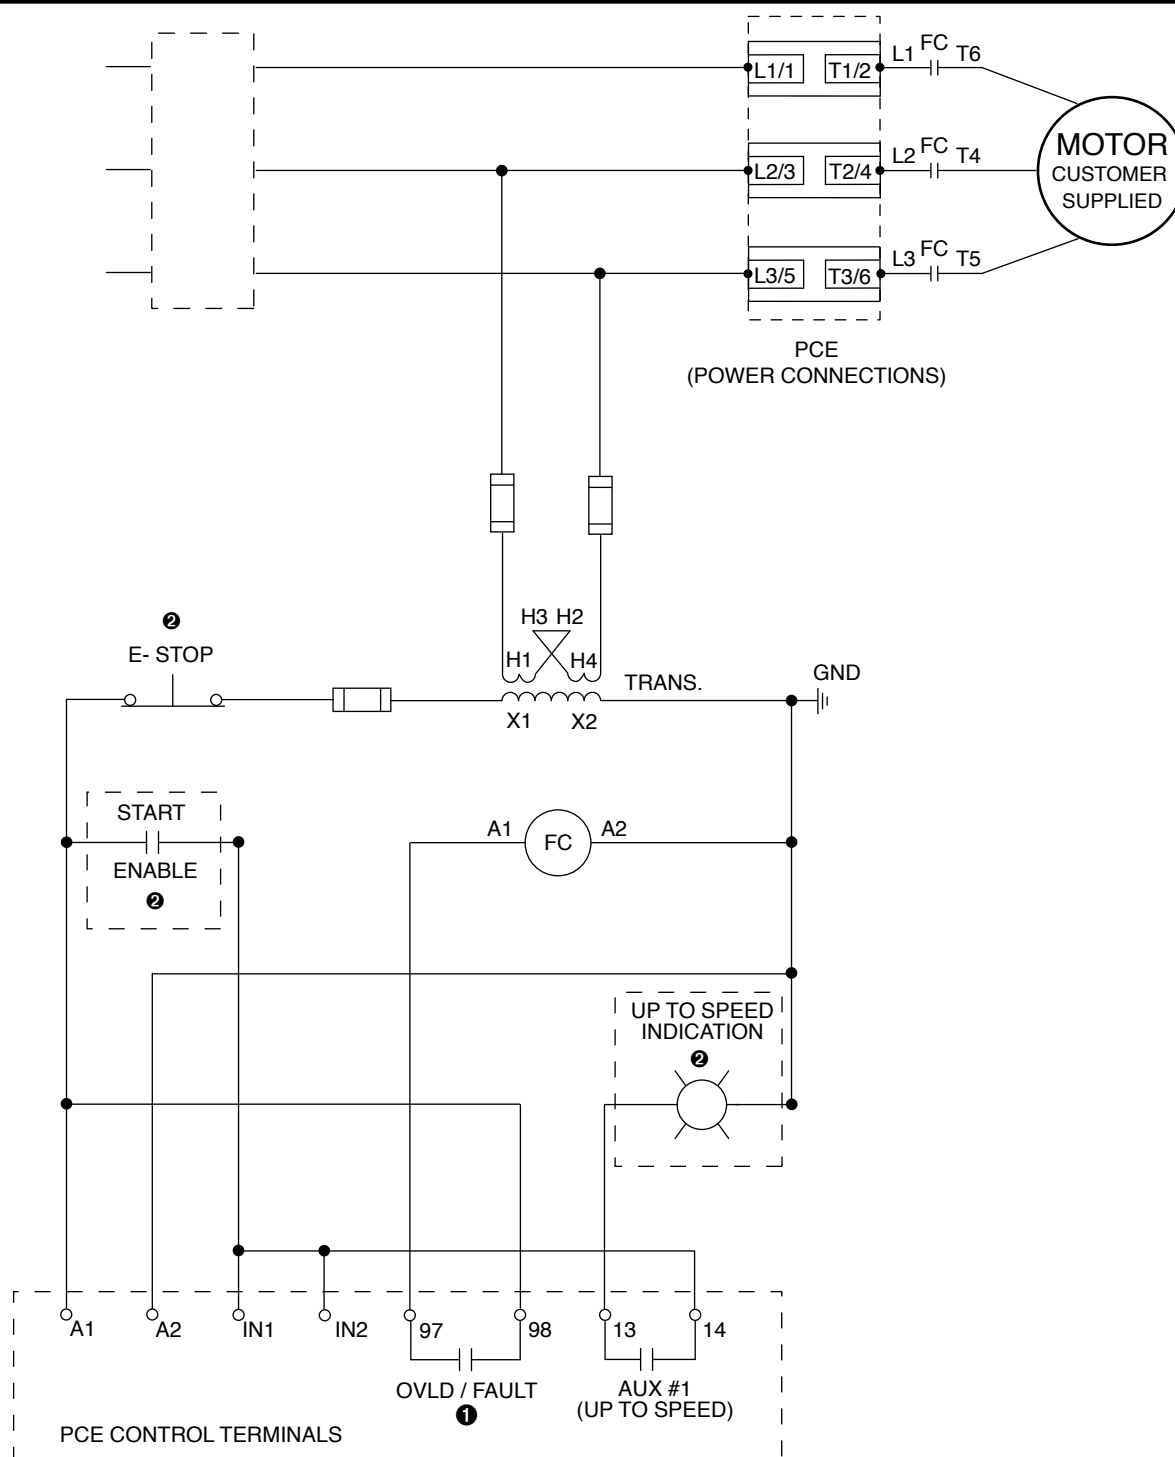 L1/1 T1/2 L1 FC T6
MOTOR
CUSTOMER
SUPPLIED
L2/3 T2/4 L2 FC T4
L3/5 T3/6 L3 FC T5
PCE
(POWER CONNECTIONS)
❷
E- STOP
H3 H2
H1 H4
TRANS.
X1 X2
GND
START
ENABLE
❷
A1 FC A2
UP TO SPEED
INDICATION
❷
A1 A2 IN1 IN2 97 98 13 14
OVLD / FAULT
❶
AUX #1
(UP TO SPEED)
PCE CONTROL TERMINALS